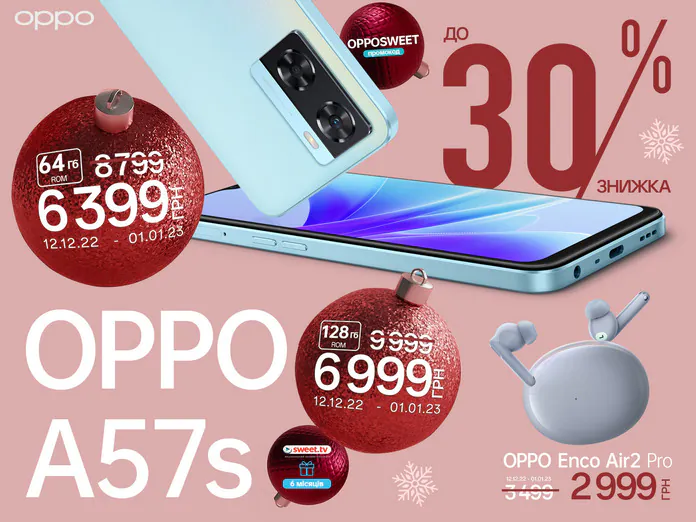 oppo
OPPOSWEET
промокод
ДО
30%
ЗНИЖКА
64 Гб
ROM
8799
6399 ГРН
12.12.22 - 01.01.23
128 Гб
ROM
9999
6999 ГРН
12.12.22 - 01.01.23
OPPO
A57s
sweet.tv
6 місяців
OPPO Enco Air2 Pro
12.12.22 - 01.01.23
3499
2999 ГРН